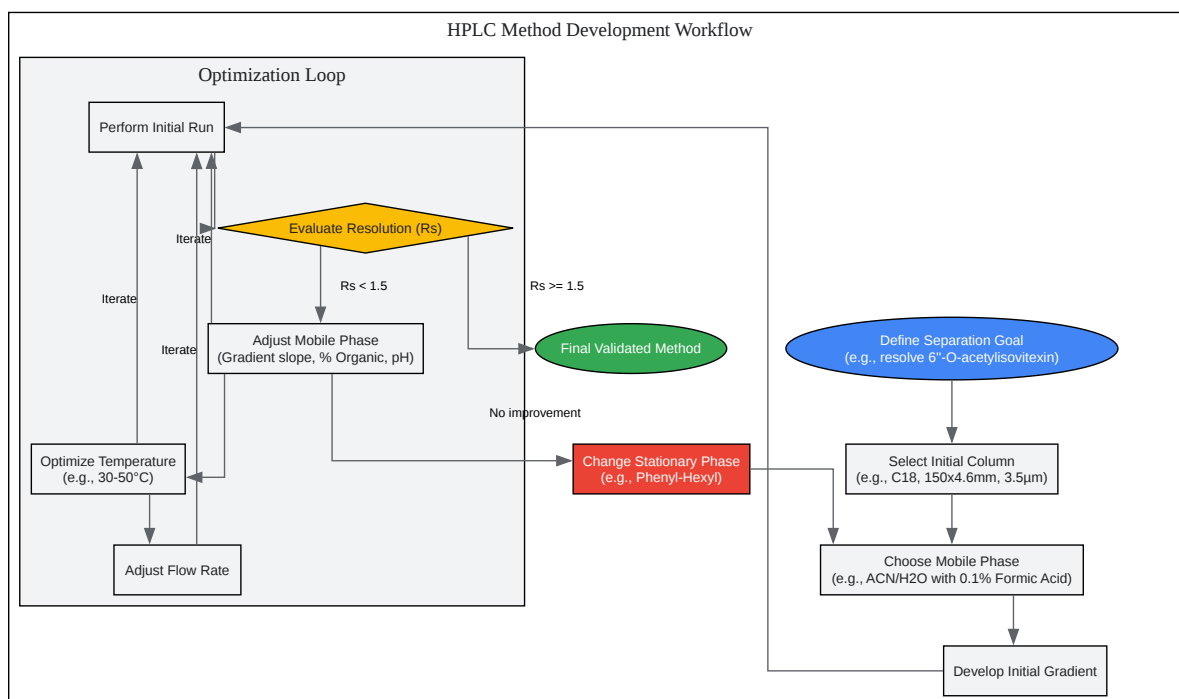 HPLC Method Development Workflow
Optimization Loop
Perform Initial Run
Iterate
Evaluate Resolution (Rs)
Rs < 1.5
Rs >= 1.5
Iterate
Iterate
Adjust Mobile Phase
(Gradient slope, % Organic, pH)
Final Validated Method
Define Separation Goal
(e.g., resolve 6''-O-acetylisovitexin)
No improvement
Optimize Temperature
(e.g., 30-50°C)
Change Stationary Phase
(e.g., Phenyl-Hexyl)
Select Initial Column
(e.g., C18, 150x4.6mm, 3.5µm)
Adjust Flow Rate
Choose Mobile Phase
(e.g., ACN/H2O with 0.1% Formic Acid)
Develop Initial Gradient